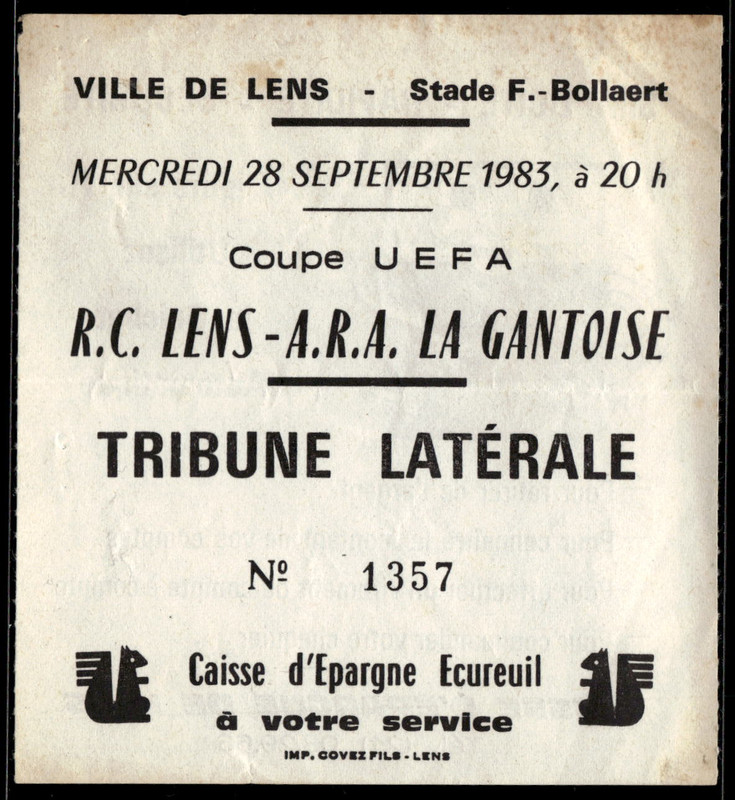 VILLE DE LENS - Stade F.-Bollaert
MERCREDI 28 SEPTEMBRE 1983, à 20 h
Coupe UEFA
R.C. LENS - A.R.A. LA GANTOISE
TRIBUNE LATÉRALE
Nº 1357
Caisse d'Epargne Ecureuil
à votre service
IMP. COVEZ FILS - LENS